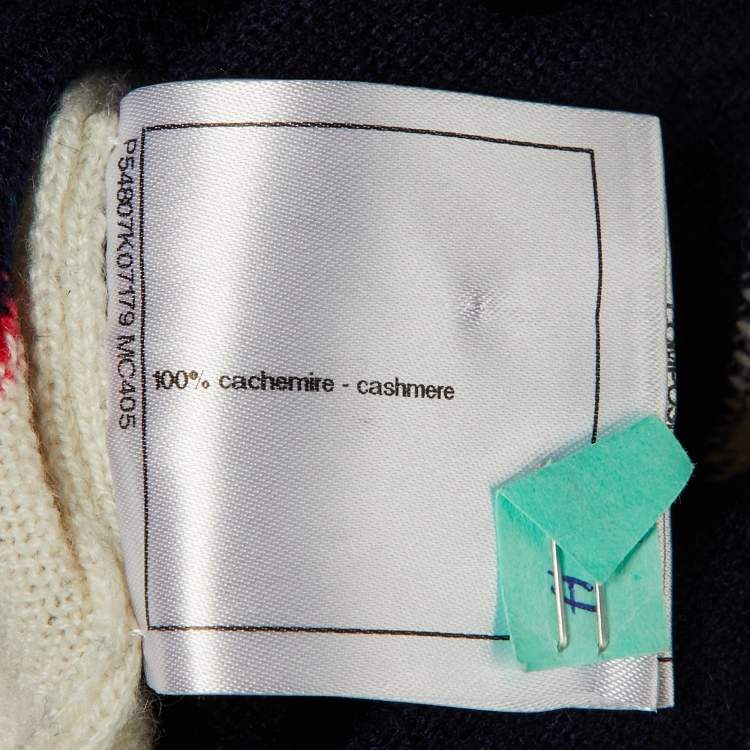 P54807K07179 MC405
100% cachemire - cashmere